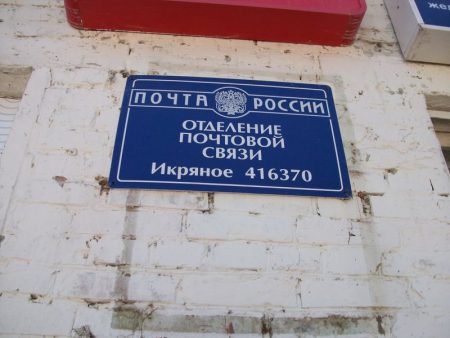 ПОЧТА РОССИИ
ОТДЕЛЕНИЕ
ПОЧТОВОЙ
СВЯЗИ
Икряное 416370